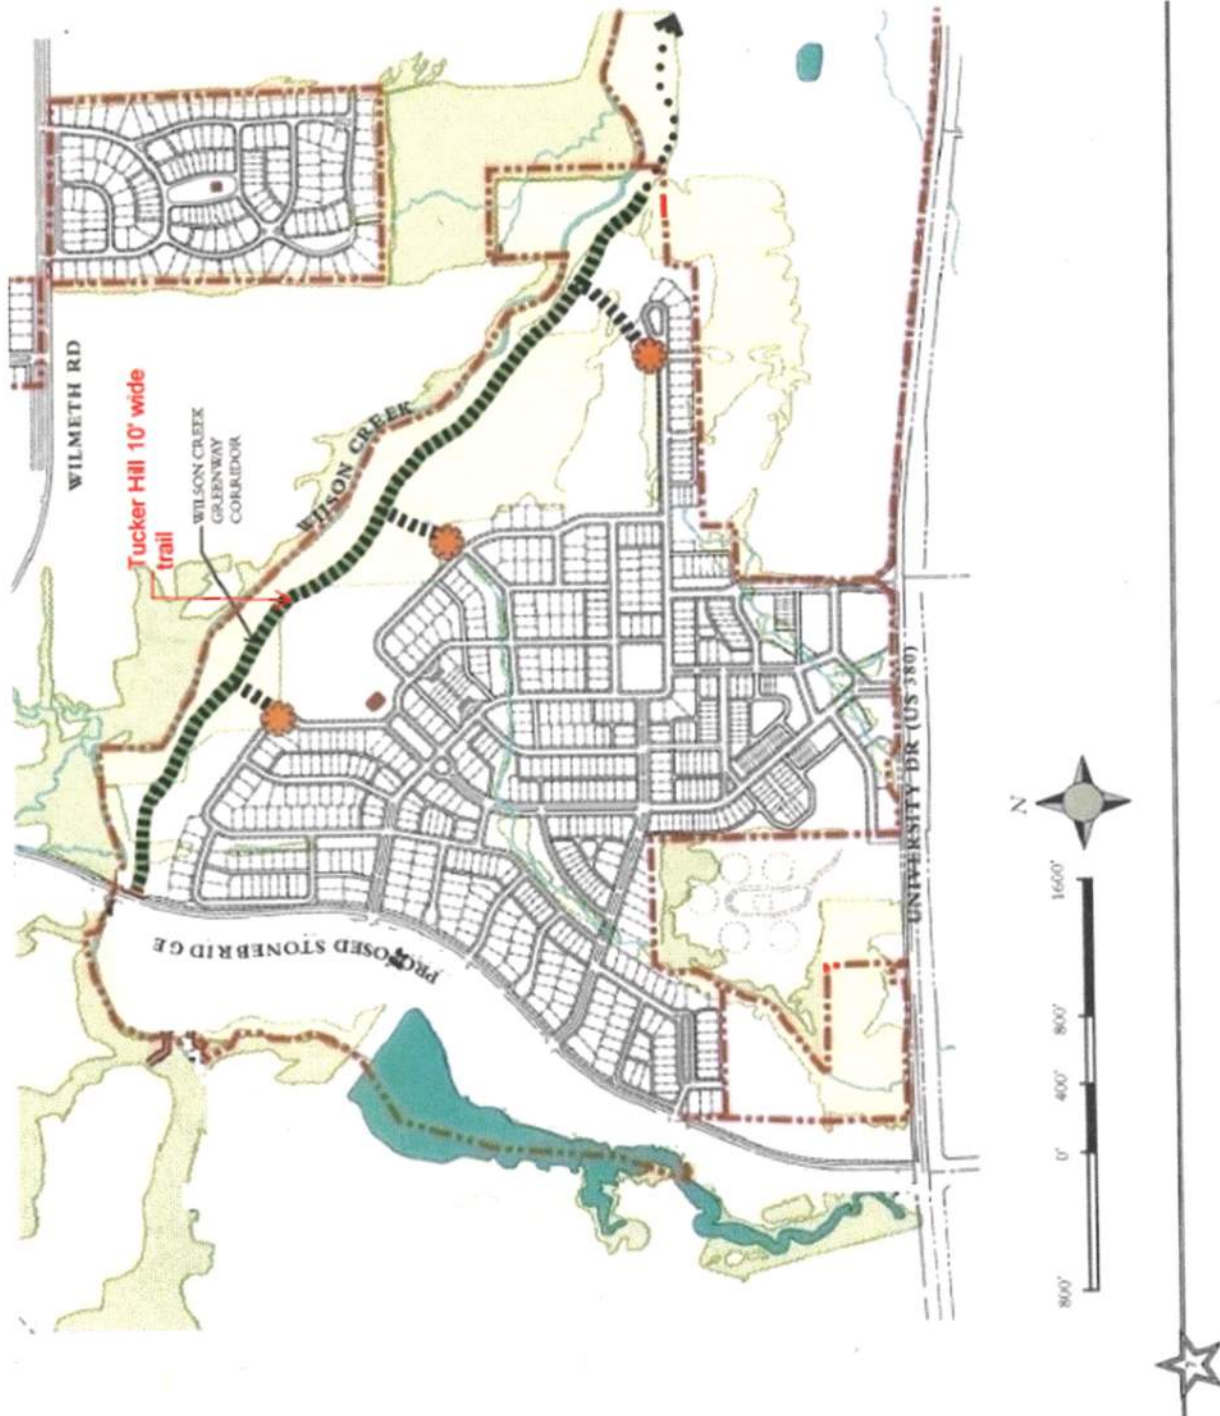 WILMETH RD
Tucker Hill 10' wide
trail
WILSON CREEK
GREENWAY
CORRIDOR
WILSON CREEK
PROPOSED STONEBRIDGE
UNIVERSITY DR (US 380)
N
800'
0'
400'
800'
1600'